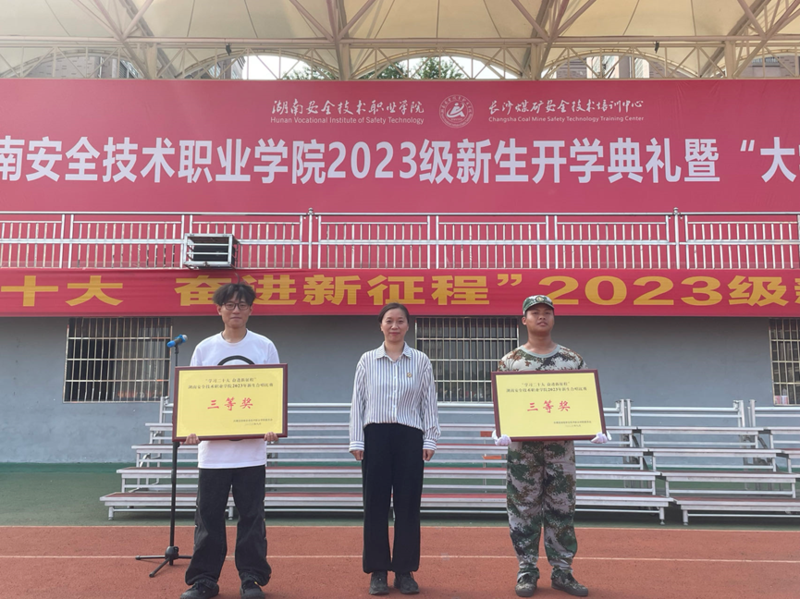 湖南安全技术职业学院 长沙煤矿安全技术培训中心
Hunan Vocational Institute of Safety Technology Changsha Coal Mine Safety Technology Training Center
南安全技术职业学院2023级新生开学典礼暨“大
十大 奋进新征程”2023级新
三等奖
三等奖